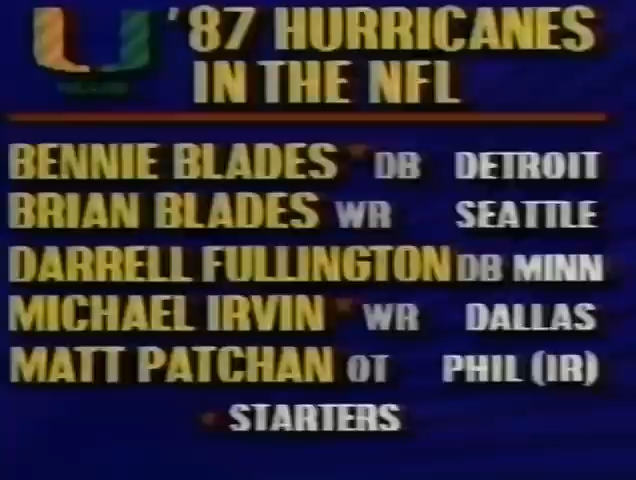 '87 HURRICANES
IN THE NFL
BENNIE BLADES * DB DETROIT
BRIAN BLADES WR SEATTLE
DARRELL FULLINGTON DB MINN
MICHAEL IRVIN * WR DALLAS
MATT PATCHAN OT PHIL (IR)
* STARTERS